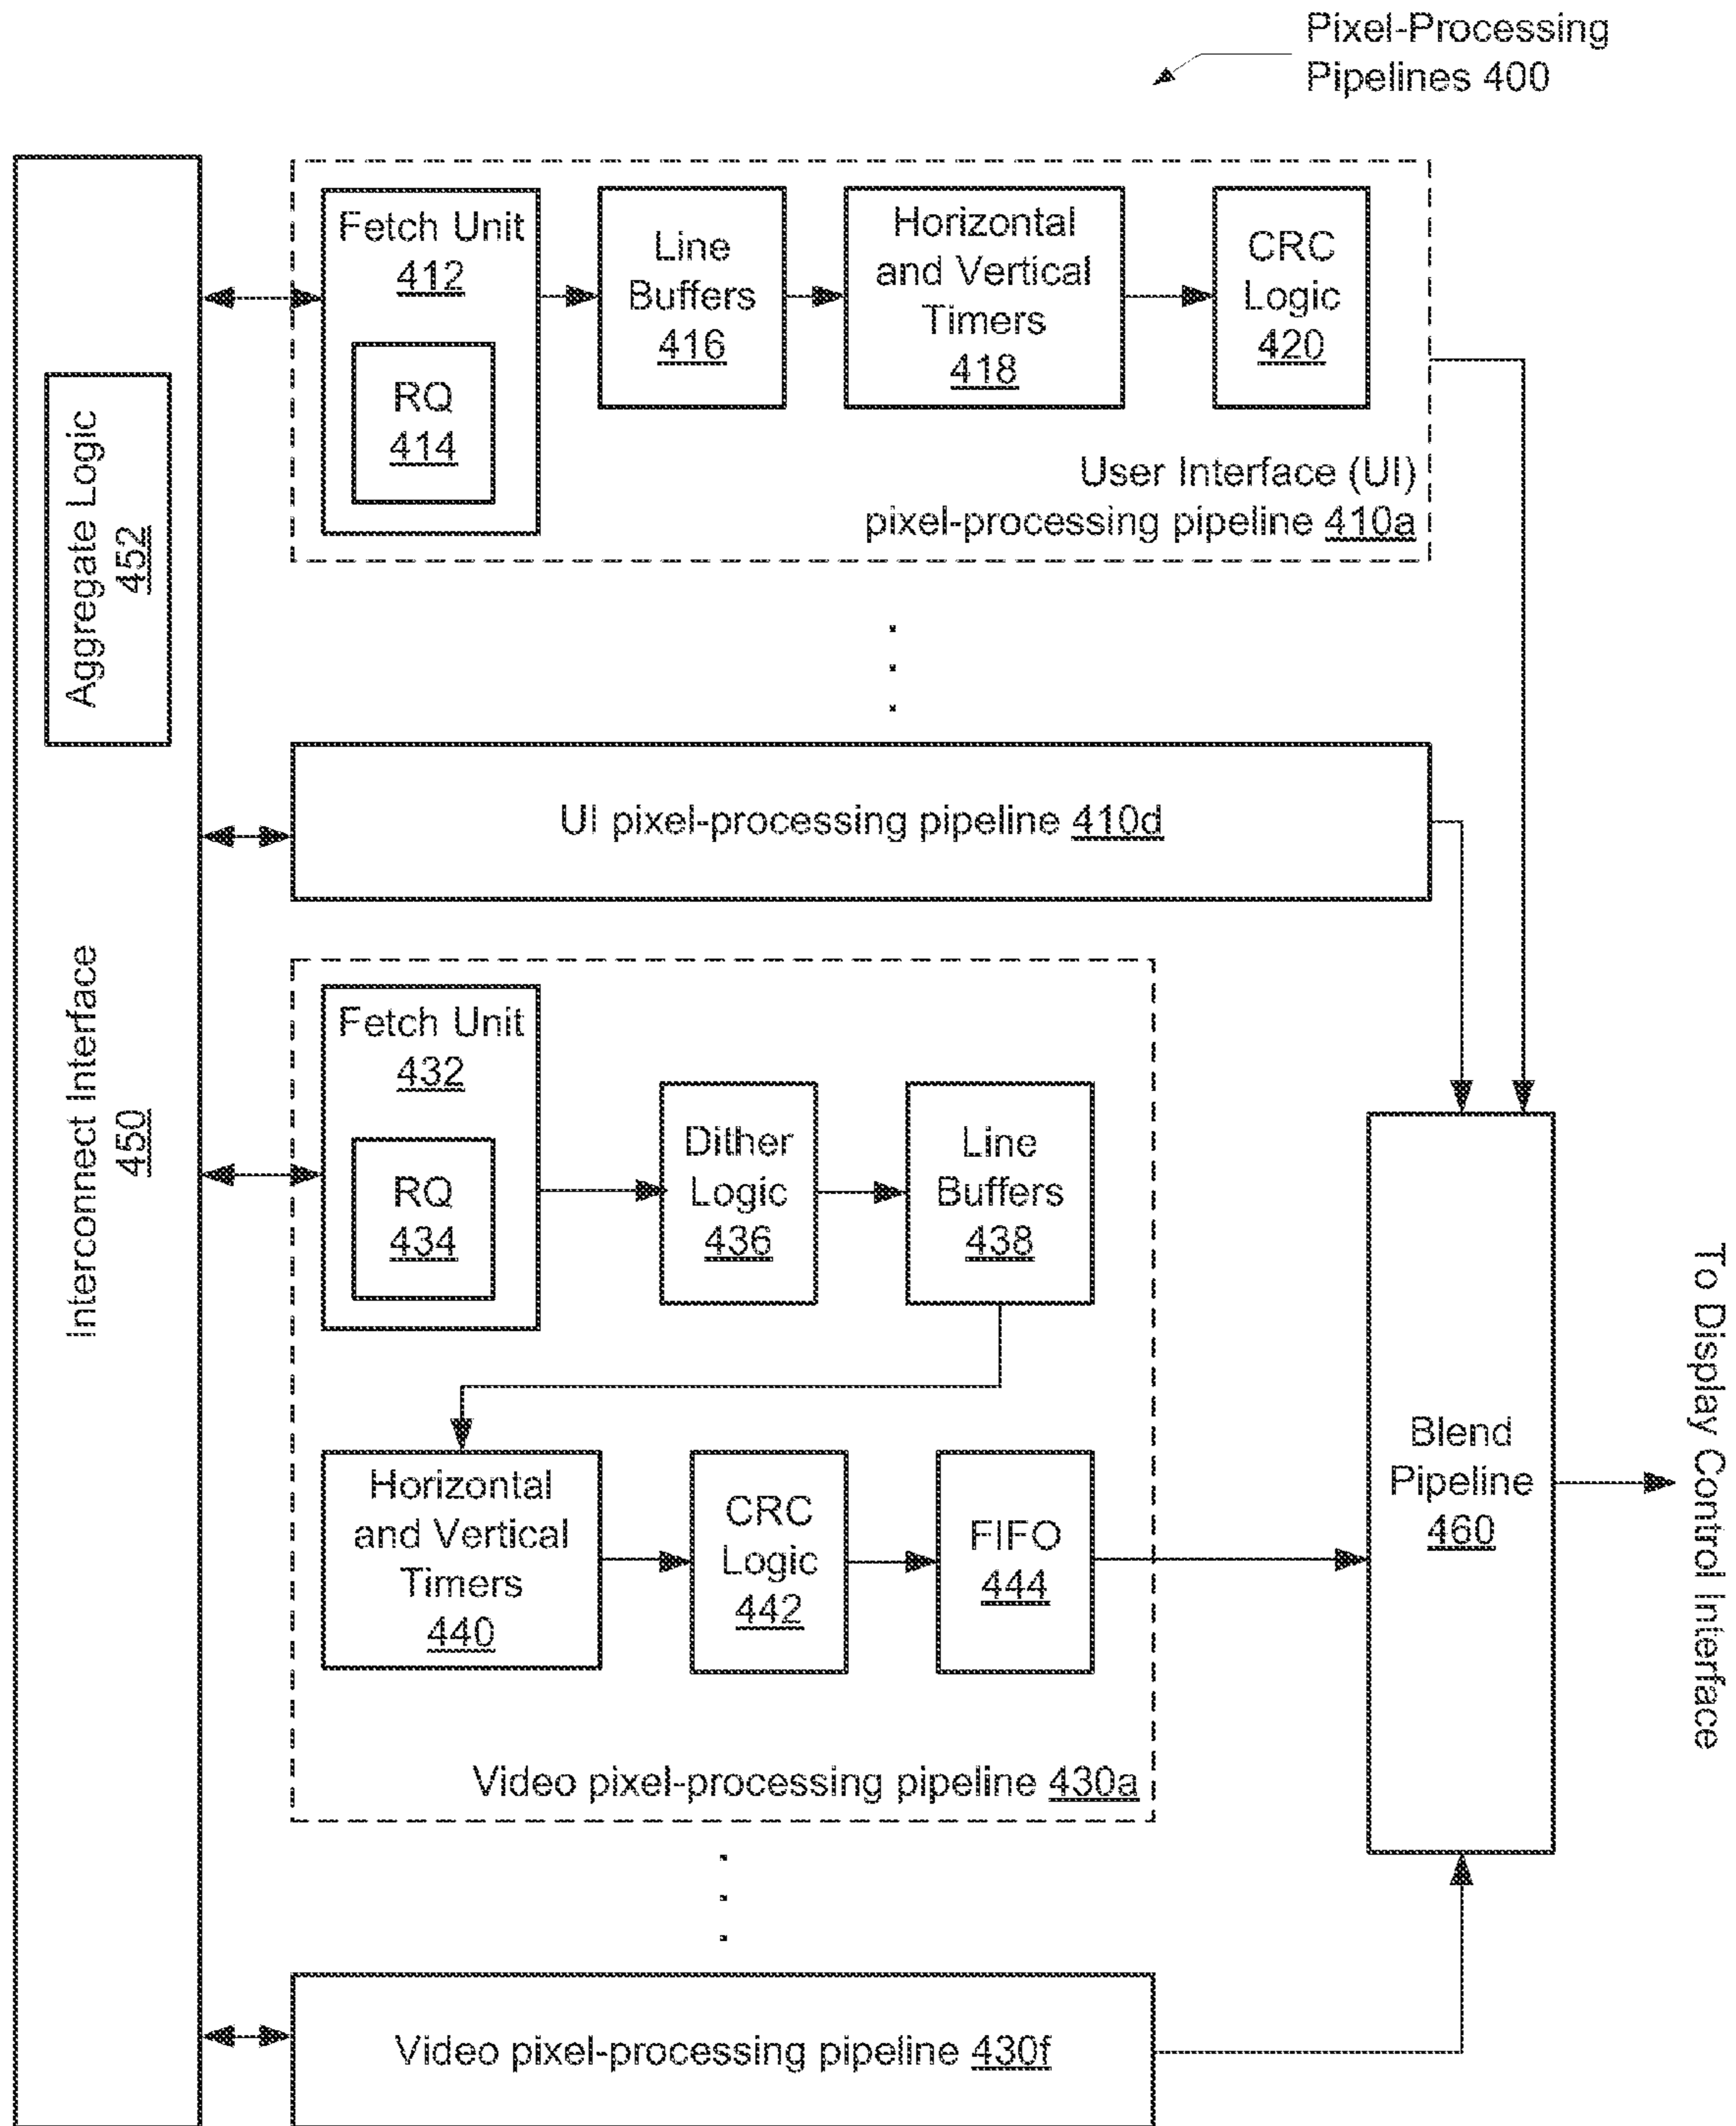 Pixel-Processing
Pipelines 400
Fetch Unit
412
RQ
414
Line
Buffers
416
Horizontal
and Vertical
Timers
418
CRC
Logic
420
User Interface (UI)
pixel-processing pipeline 410a
Aggregate Logic
452
UI pixel-processing pipeline 410d
Interconnect Interface
450
Fetch Unit
432
RQ
434
Dither
Logic
436
Line
Buffers
438
Horizontal
and Vertical
Timers
440
CRC
Logic
442
FIFO
444
Video pixel-processing pipeline 430a
Blend
Pipeline
460
To Display Control Interface
Video pixel-processing pipeline 430f